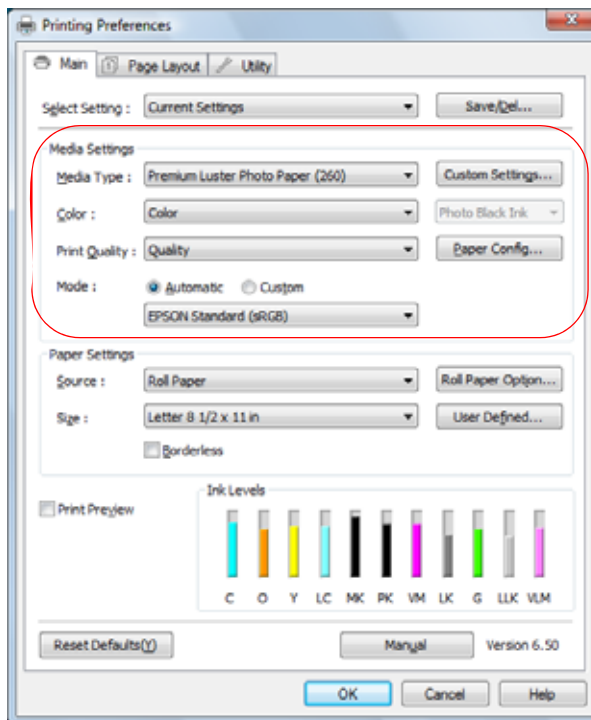 Printing Preferences
Main Page Layout Utility
Select Setting : Current Settings Save/Del...
Media Settings
Media Type : Premium Luster Photo Paper (260) Custom Settings...
Color : Color Photo Black Ink
Print Quality : Quality Paper Config...
Mode : Automatic Custom
EPSON Standard (sRGB)
Paper Settings
Source : Roll Paper Roll Paper Option...
Size : Letter 8 1/2 x 11 in User Defined...
Borderless
Print Preview
Ink Levels
C O Y LC MK PK VM LK G LLK VLM
Reset Defaults(Y) Manual Version 6.50
OK Cancel Help